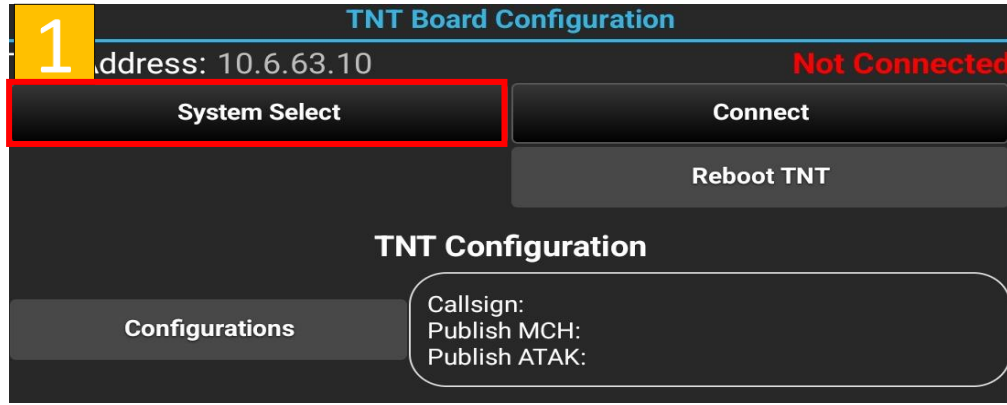 TNT Board Configuration
1
ddress: 10.6.63.10
Not Connected
System Select
Connect
Reboot TNT
TNT Configuration
Configurations
Callsign:
Publish MCH:
Publish ATAK: